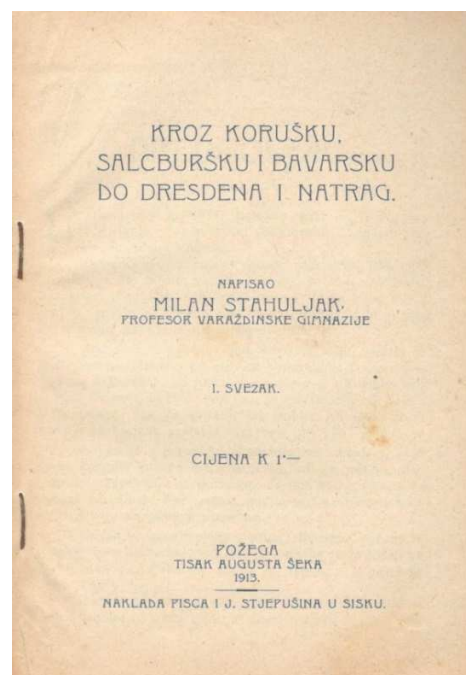 KROZ KORUŠKU,
SALCBURŠKU I BAVARSKU
DO DRESDENA I NATRAG.
NAPISAO
MILAN STAHULJAK,
PROFESOR VARAŽDINSKE GIMNAZIJE
I. SVEZAK.
CIJENA K 1·—
POŽEGA
TISAK AUGUSTA ŠEKA
1913.
NAKLADA PISCA I J. STJEPUŠINA U SISKU.